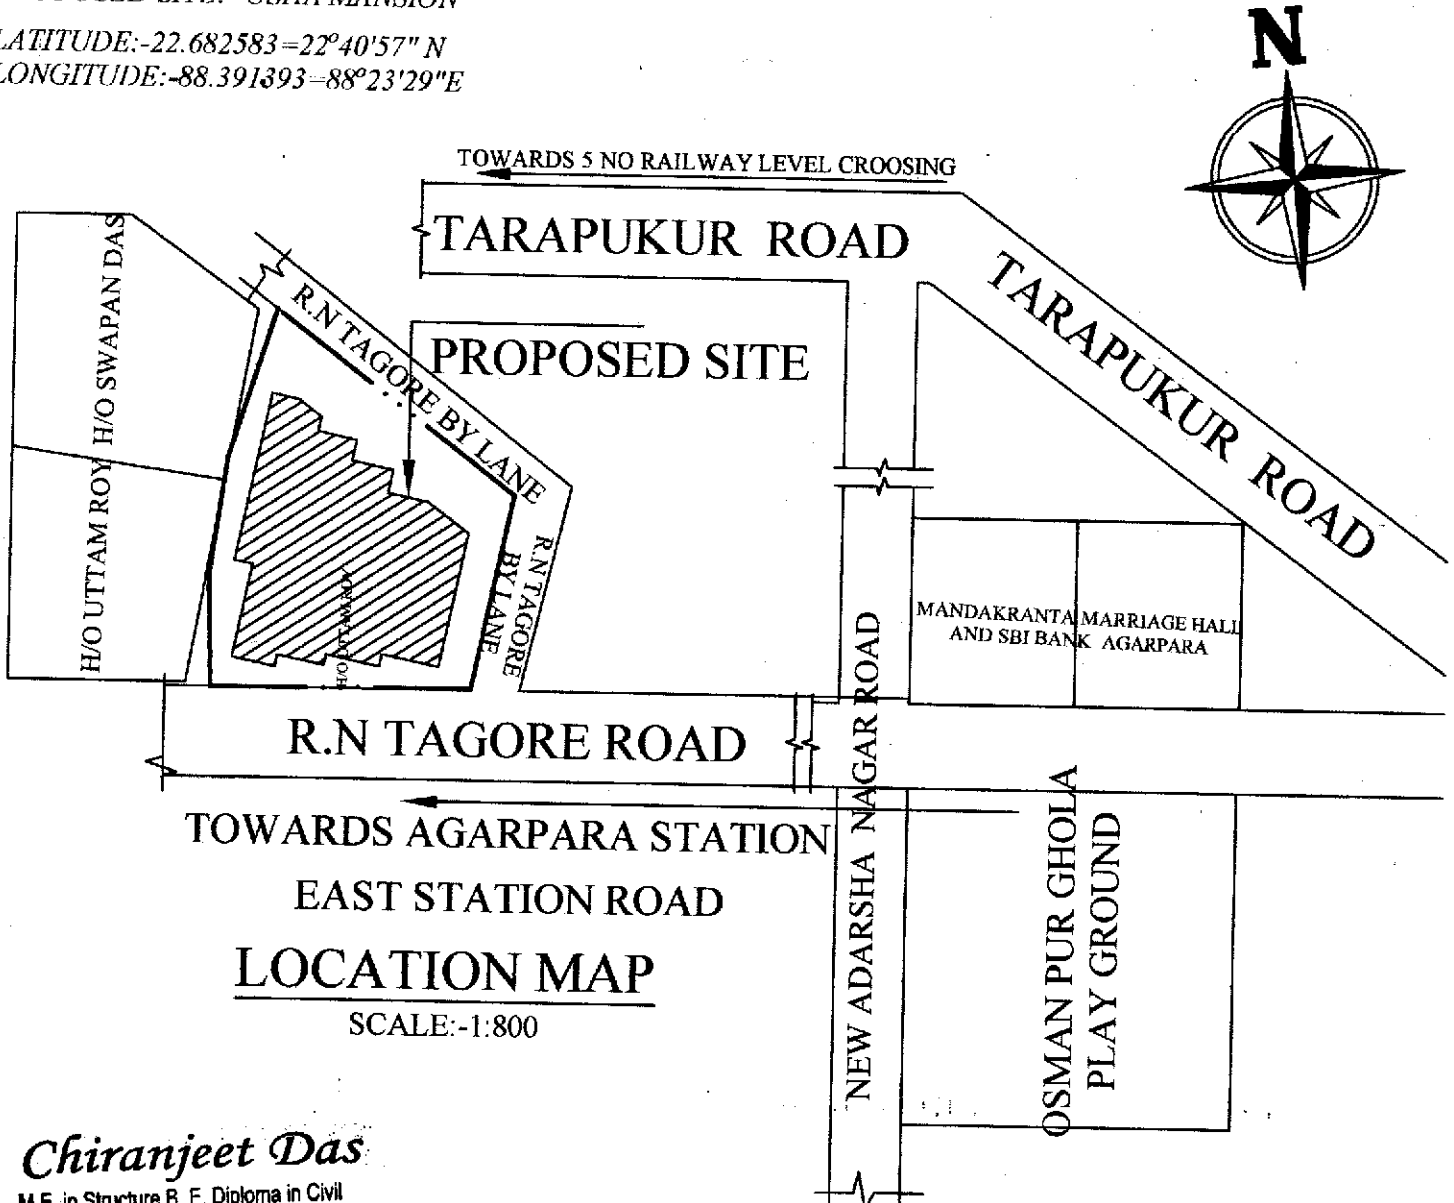 SITE:- USHA MANSION
LATITUDE:-22.682583=22°40'57" N
LONGITUDE:-88.391393=88°23'29"E
N
TOWARDS 5 NO RAILWAY LEVEL CROOSING
TARAPUKUR ROAD
TARAPUKUR ROAD
H/O SWAPAN DAS
H/O UTTAM ROY
R.N TAGORE BY LANE
PROPOSED SITE
R.N TAGORE
BY LANE
MANDAKRANTA MARRIAGE HALL
AND SBI BANK AGARPARA
R.N TAGORE ROAD
NEW ADARSHA NAGAR ROAD
TOWARDS AGARPARA STATION
EAST STATION ROAD
OSMAN PUR GHOLA
PLAY GROUND
LOCATION MAP
SCALE:-1:800
Chiranjeet Das
M.E. in Structure B. E. Diploma in Civil